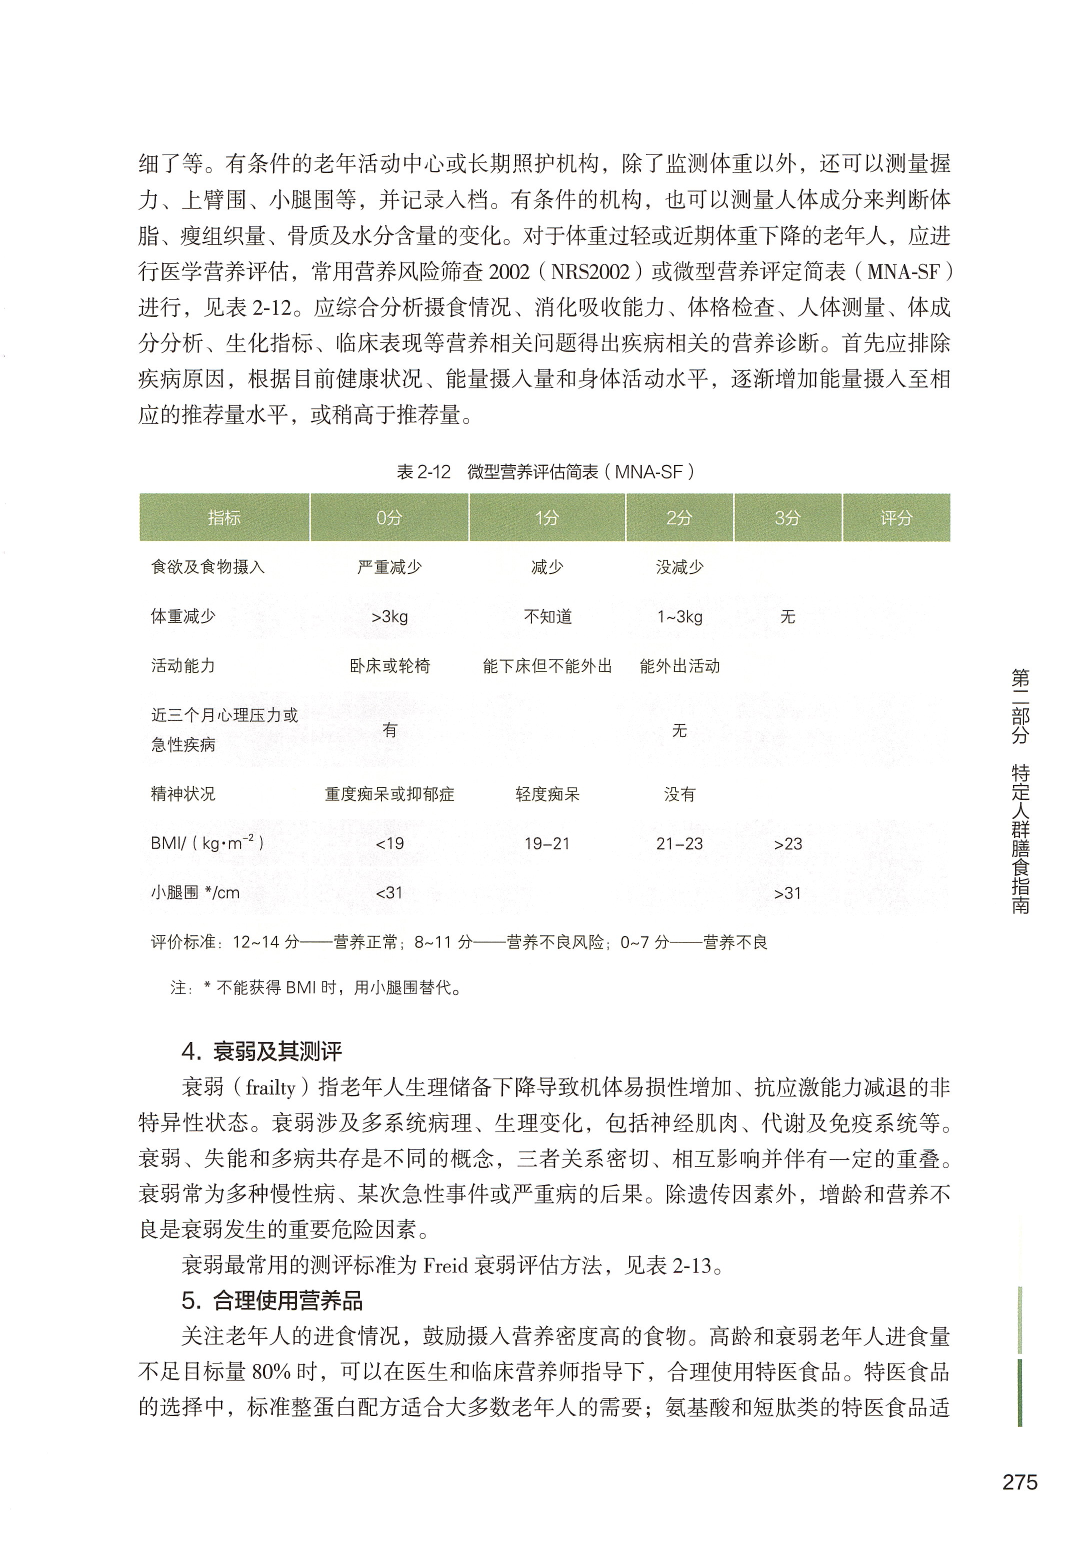 细了等。有条件的老年活动中心或长期照护机构，除了监测体重以外，还可以测量握
力、上臂围、小腿围等，并记录入档。有条件的机构，也可以测量人体成分来判断体
脂、瘦组织量、骨质及水分含量的变化。对于体重过轻或近期体重下降的老年人，应进
行医学营养评估，常用营养风险筛查 2002（NRS2002）或微型营养评定简表（MNA-SF）
进行，见表 2-12。应综合分析摄食情况、消化吸收能力、体格检查、人体测量、体成
分分析、生化指标、临床表现等营养相关问题得出疾病相关的营养诊断。首先应排除
疾病原因，根据目前健康状况、能量摄入量和身体活动水平，逐渐增加能量摄入至相
应的推荐量水平，或稍高于推荐量。
表 2-12 微型营养评估简表（MNA-SF）
指标 0分 1分 2分 3分 评分
食欲及食物摄入 严重减少 减少 没减少
体重减少 >3kg 不知道 1~3kg 无
活动能力 卧床或轮椅 能下床但不能外出 能外出活动
近三个月心理压力或
急性疾病 有 无
精神状况 重度痴呆或抑郁症 轻度痴呆 没有
BMI/（kg·m⁻²） <19 19–21 21–23 >23
小腿围 */cm <31 >31
评价标准：12~14 分——营养正常；8~11 分——营养不良风险；0~7 分——营养不良
注：* 不能获得 BMI 时，用小腿围替代。
4. 衰弱及其测评
衰弱（frailty）指老年人生理储备下降导致机体易损性增加、抗应激能力减退的非
特异性状态。衰弱涉及多系统病理、生理变化，包括神经肌肉、代谢及免疫系统等。
衰弱、失能和多病共存是不同的概念，三者关系密切、相互影响并伴有一定的重叠。
衰弱常为多种慢性病、某次急性事件或严重病的后果。除遗传因素外，增龄和营养不
良是衰弱发生的重要危险因素。
衰弱最常用的测评标准为 Freid 衰弱评估方法，见表 2-13。
5. 合理使用营养品
关注老年人的进食情况，鼓励摄入营养密度高的食物。高龄和衰弱老年人进食量
不足目标量 80% 时，可以在医生和临床营养师指导下，合理使用特医食品。特医食品
的选择中，标准整蛋白配方适合大多数老年人的需要；氨基酸和短肽类的特医食品适
第二部分 特定人群膳食指南
275